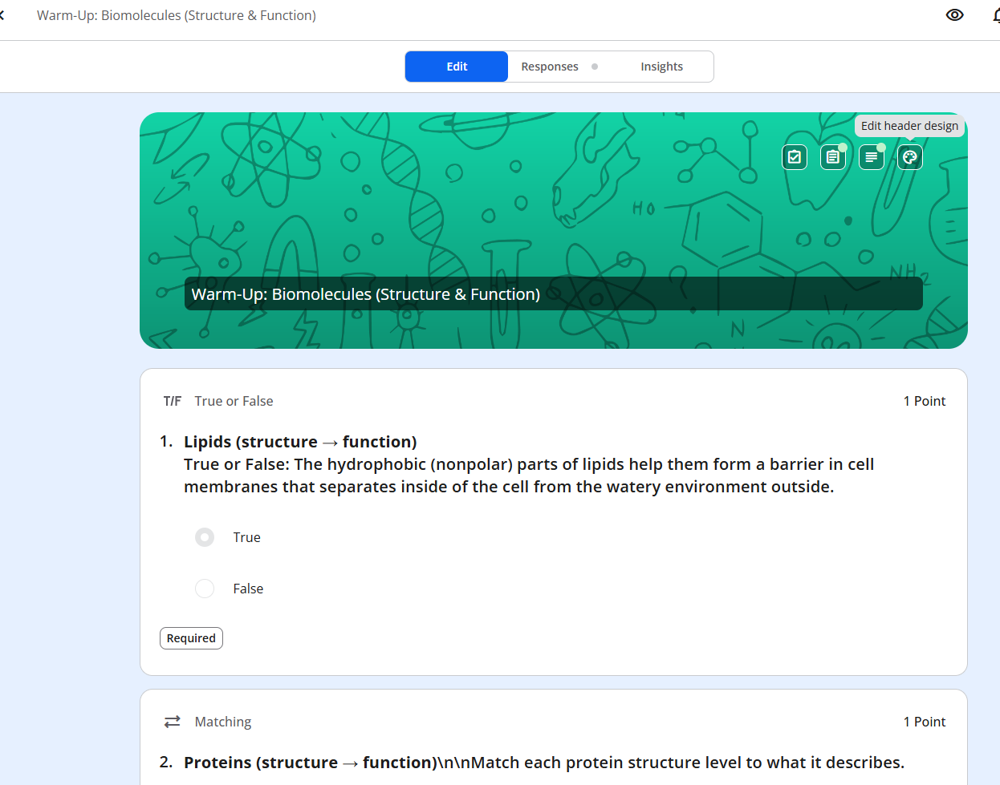 Warm-Up: Biomolecules (Structure & Function)
Edit
Responses
Insights
Edit header design
HO
NH2
N
Warm-Up: Biomolecules (Structure & Function)
T/F True or False
1 Point
1. Lipids (structure → function)
True or False: The hydrophobic (nonpolar) parts of lipids help them form a barrier in cell
membranes that separates inside of the cell from the watery environment outside.
True
False
Required
Matching
1 Point
2. Proteins (structure → function)\n\nMatch each protein structure level to what it describes.